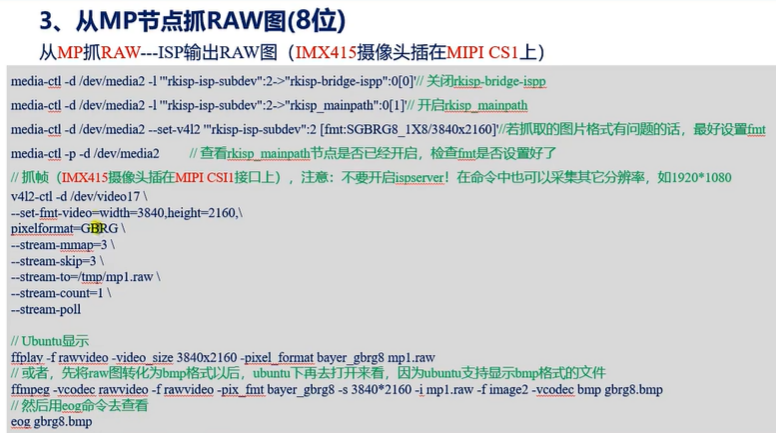 3、从MP节点抓RAW图(8位)
从MP抓RAW---ISP输出RAW图（IMX415摄像头插在MIPI CS1上）
media-ctl -d /dev/media2 -l '"rkisp-isp-subdev":2->"rkisp-bridge-ispp":0[0]'// 关闭rkisp-bridge-ispp
media-ctl -d /dev/media2 -l '"rkisp-isp-subdev":2->"rkisp_mainpath":0[1]'// 开启rkisp_mainpath
media-ctl -d /dev/media2 --set-v4l2 '"rkisp-isp-subdev":2 [fmt:SGBRG8_1X8/3840x2160]'//若抓取的图片格式有问题的话，最好设置fmt
media-ctl -p -d /dev/media2 // 查看rkisp_mainpath节点是否已经开启，检查fmt是否设置好了
// 抓帧（IMX415摄像头插在MIPI CSI1接口上），注意：不要开启ispserver！在命令中也可以采集其它分辨率，如1920*1080
v4l2-ctl -d /dev/video17 \
--set-fmt-video=width=3840,height=2160,\
pixelformat=GBRG \
--stream-mmap=3 \
--stream-skip=3 \
--stream-to=/tmp/mp1.raw \
--stream-count=1 \
--stream-poll
// Ubuntu显示
ffplay -f rawvideo -video_size 3840x2160 -pixel_format bayer_gbrg8 mp1.raw
// 或者，先将raw图转化为bmp格式以后，ubuntu下再去打开来看，因为ubuntu支持显示bmp格式的文件
ffmpeg -vcodec rawvideo -f rawvideo -pix_fmt bayer_gbrg8 -s 3840*2160 -i mp1.raw -f image2 -vcodec bmp gbrg8.bmp
// 然后用eog命令去查看
eog gbrg8.bmp